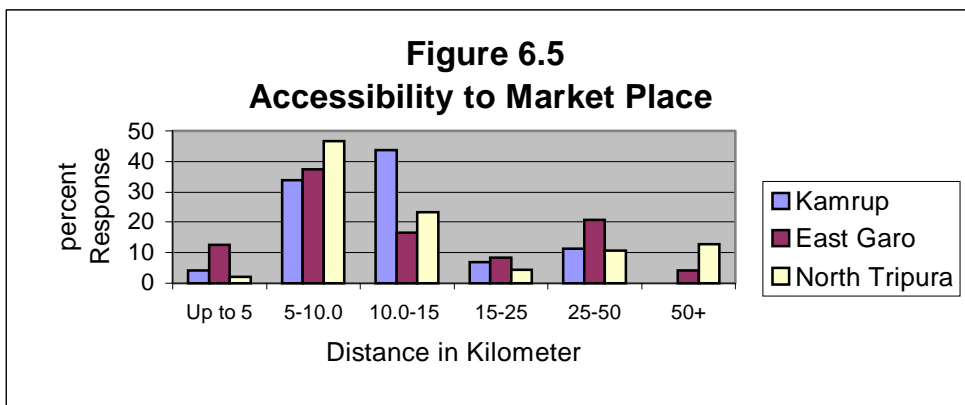 Figure 6.5
Accessibility to Market Place
percent
Response
50
40
30
20
10
0
Up to 5 5-10.0 10.0-15 15-25 25-50 50+
Distance in Kilometer
Kamrup
East Garo
North Tripura